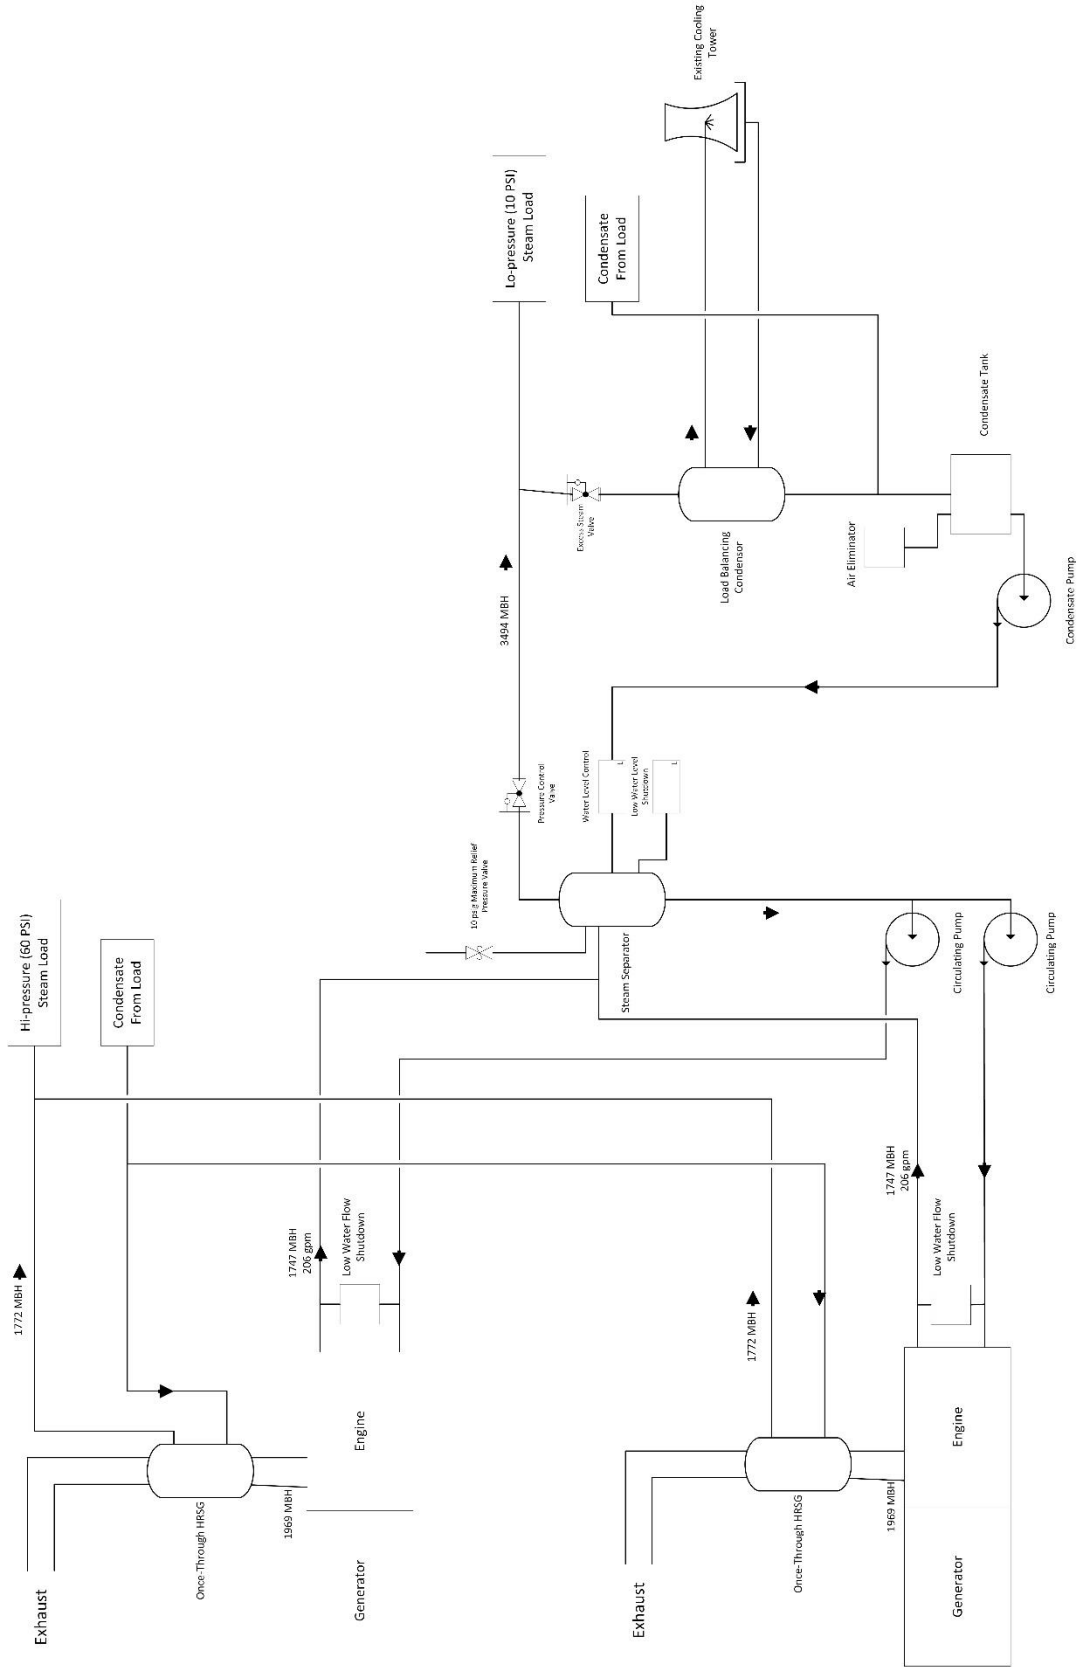 Hi-pressure (60 PSI)
Steam Load
1772 MBH
Exhaust
Condensate
From Load
Once-Through HRSG
1969 MBH
1747 MBH
206 gpm
Low Water Flow
Shutdown
Generator
Engine
10 psig Maximum Relief
Pressure Valve
Lo-pressure (10 PSI)
Steam Load
3494 MBH
Pressure Control
Valve
Excess Steam
Valve
Condensate
From Load
Existing Cooling
Tower
Water Level Control
L
Low Water Level
Shutdown
L
Steam Separator
Load Balancing
Condensor
Exhaust
1772 MBH
Once-Through HRSG
1969 MBH
1747 MBH
206 gpm
Low Water Flow
Shutdown
Air Eliminator
Condensate Tank
Circulating Pump
Generator
Engine
Circulating Pump
Condensate Pump